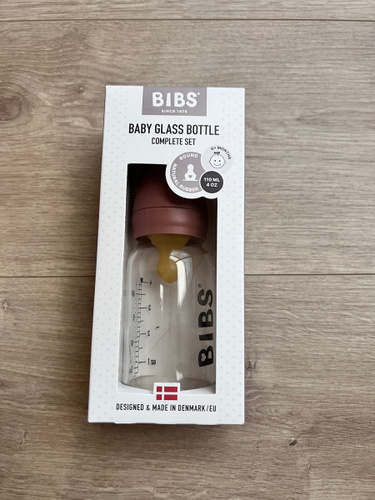 BIBS®
SINCE 1978
BABY GLASS BOTTLE
COMPLETE SET
0+ MONTHS
ROUND
NATURAL RUBBER
110 ML
4 OZ
BIBS®
DESIGNED & MADE IN DENMARK/EU